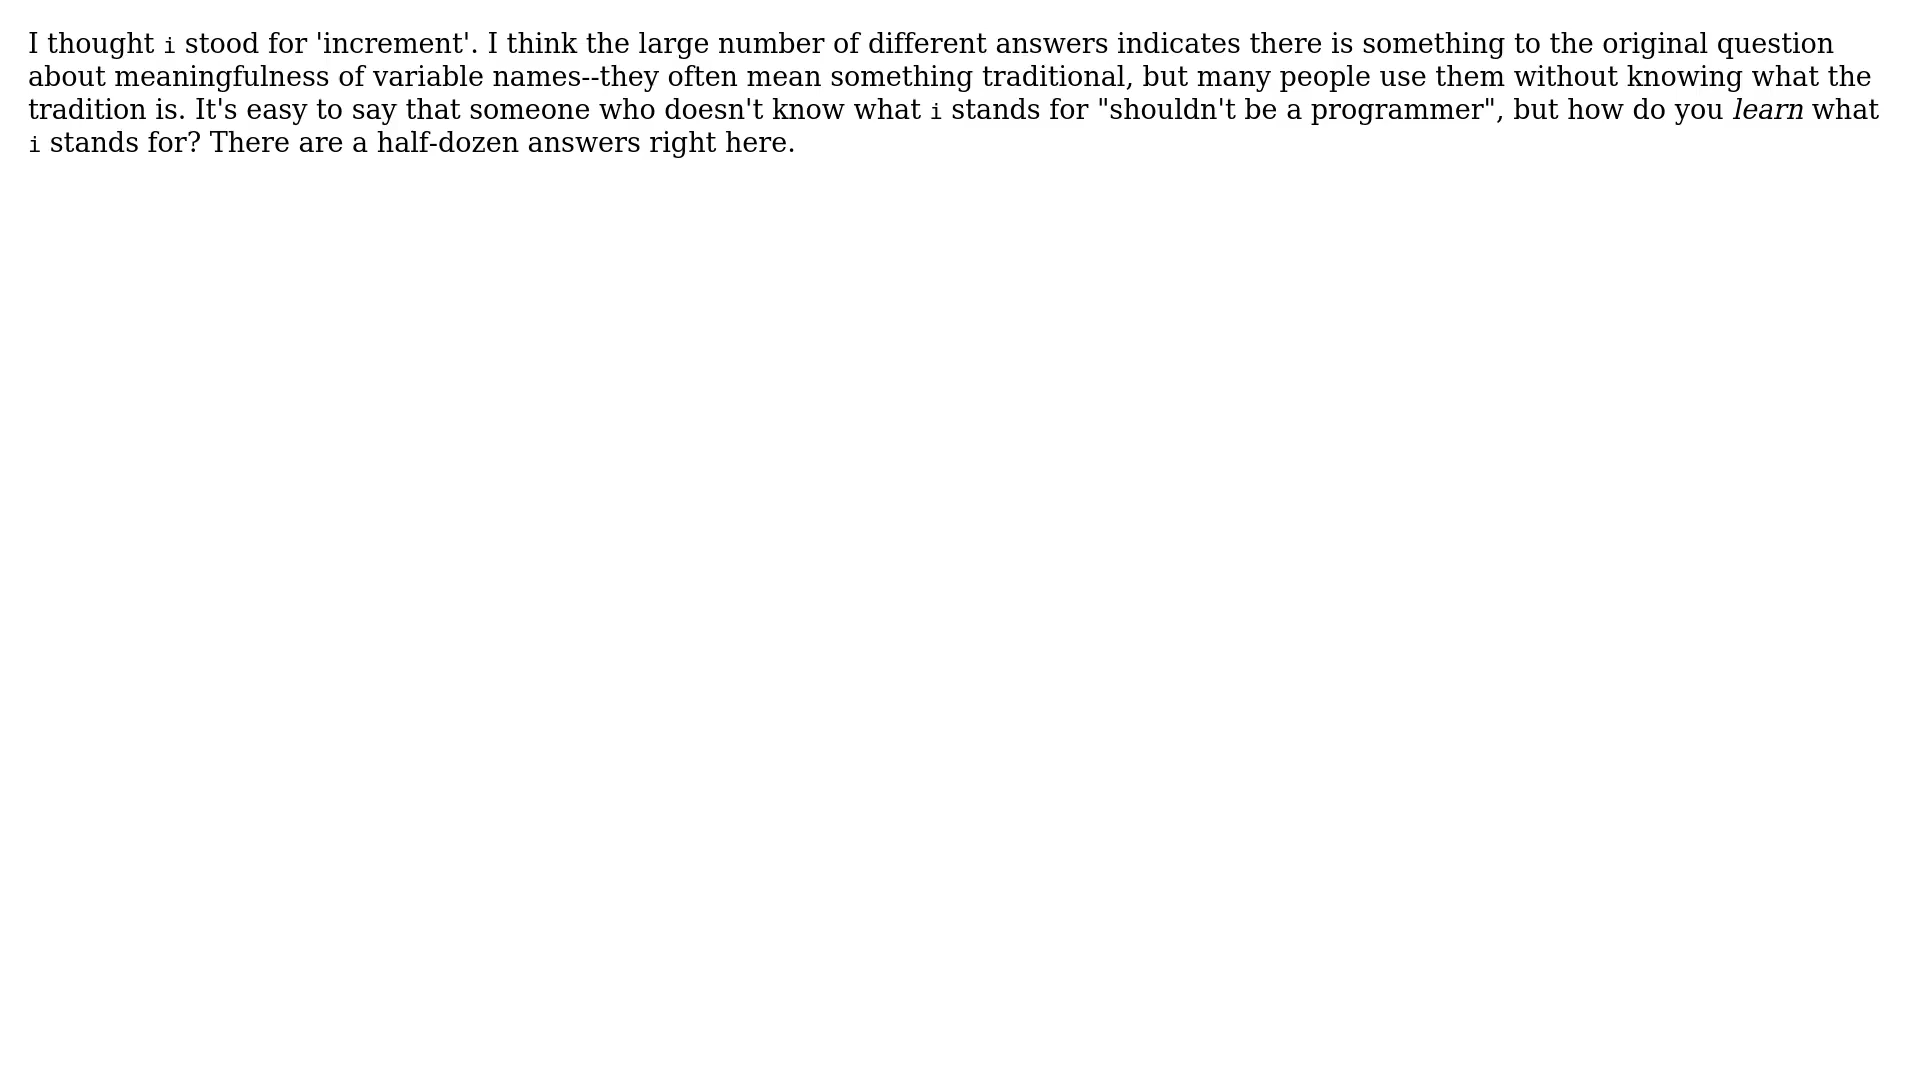 I thought i stood for 'increment'. I think the large number of different answers indicates there is something to the original question
about meaningfulness of variable names--they often mean something traditional, but many people use them without knowing what the
tradition is. It's easy to say that someone who doesn't know what i stands for "shouldn't be a programmer", but how do you learn what
i stands for? There are a half-dozen answers right here.